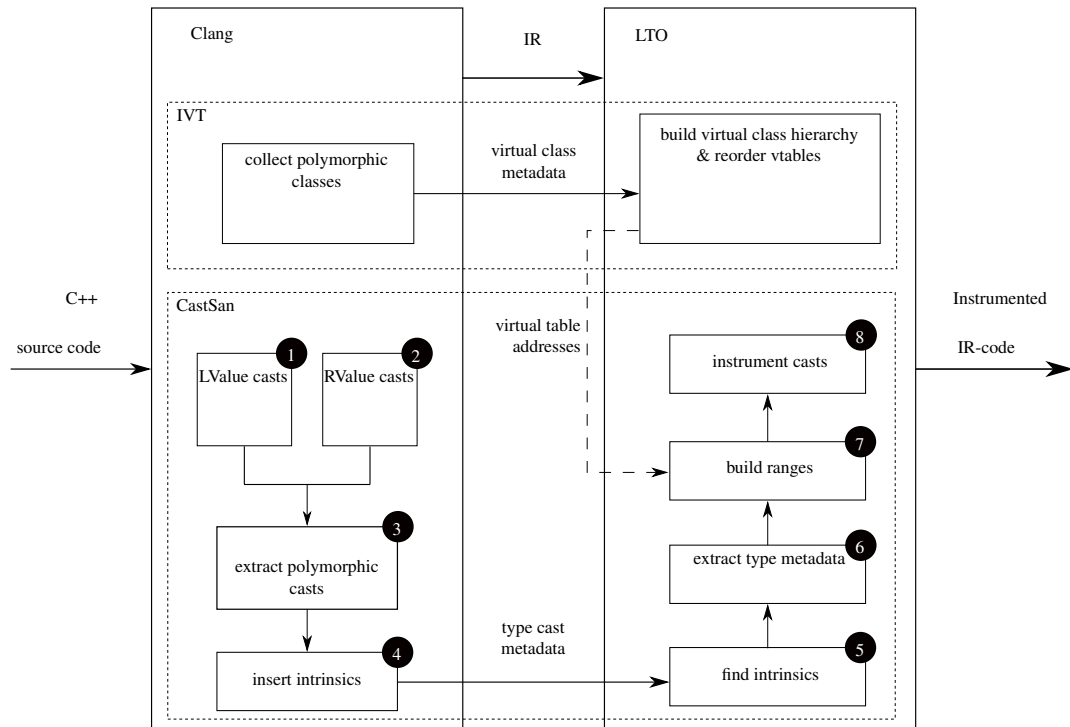 Clang
IR
LTO
IVT
collect polymorphic
classes
virtual class
metadata
build virtual class hierarchy
& reorder vtables
C++
source code
CastSan
1
LValue casts
2
RValue casts
3
extract polymorphic
casts
4
insert intrinsics
type cast
metadata
virtual table
addresses
8
instrument casts
7
build ranges
6
extract type metadata
5
find intrinsics
Instrumented
IR-code